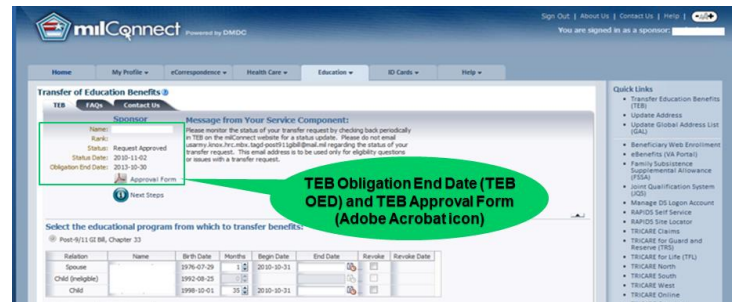 Sign Out | About Us | Contact Us | Help |
milConnect Powered by DMDC
You are signed in as a sponsor:
Home My Profile eCorrespondence Health Care Education ID Cards Help
Transfer of Education Benefits
TEB FAQs Contact Us
Sponsor
Name:
Rank:
Status: Request Approved
Status Date: 2010-11-02
Obligation End Date: 2013-10-30
Approval Form
Next Steps
Message from Your Service Component:
Please monitor the status of your transfer request by checking back periodically
in TEB on the milConnect website for a status update. Please do not email
usarmy.knox.hrc.mbx.tagd-post911gibill@mail.mil regarding the status of your
transfer request. This email address is to be used only for eligibility questions
or issues with a transfer request.
TEB Obligation End Date (TEB
OED) and TEB Approval Form
(Adobe Acrobat icon)
Select the educational program from which to transfer benefits:
Post-9/11 GI Bill, Chapter 33
Relation Name Birth Date Months Begin Date End Date Revoke Revoke Date
Spouse 1976-07-29 1 2010-10-31
Child (ineligible) 1992-08-25
Child 1998-10-01 35 2010-10-31
Quick Links
Transfer Education Benefits
(TEB)
Update Address
Update Global Address List
(GAL)
Beneficiary Web Enrollment
eBenefits (VA Portal)
Family Subsistence
Supplemental Allowance
(FSSA)
Joint Qualification System
(JQS)
Manage DS Logon Account
RAPIDS Self Service
RAPIDS Site Locator
TRICARE Claims
TRICARE for Guard and
Reserve (TRS)
TRICARE for Life (TFL)
TRICARE North
TRICARE South
TRICARE West
TRICARE Online